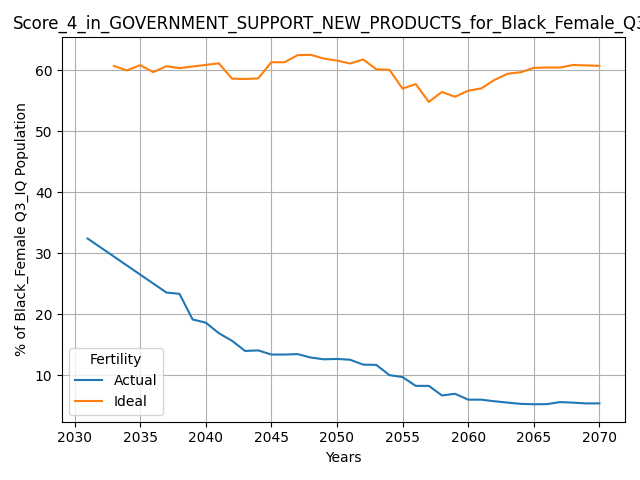 Score_4_in_GOVERNMENT_SUPPORT_NEW_PRODUCTS_for_Black_Female_Q3
% of Black_Female Q3_IQ Population
60
50
40
30
20
10
Fertility
Actual
Ideal
2030 2035 2040 2045 2050 2055 2060 2065 2070
Years